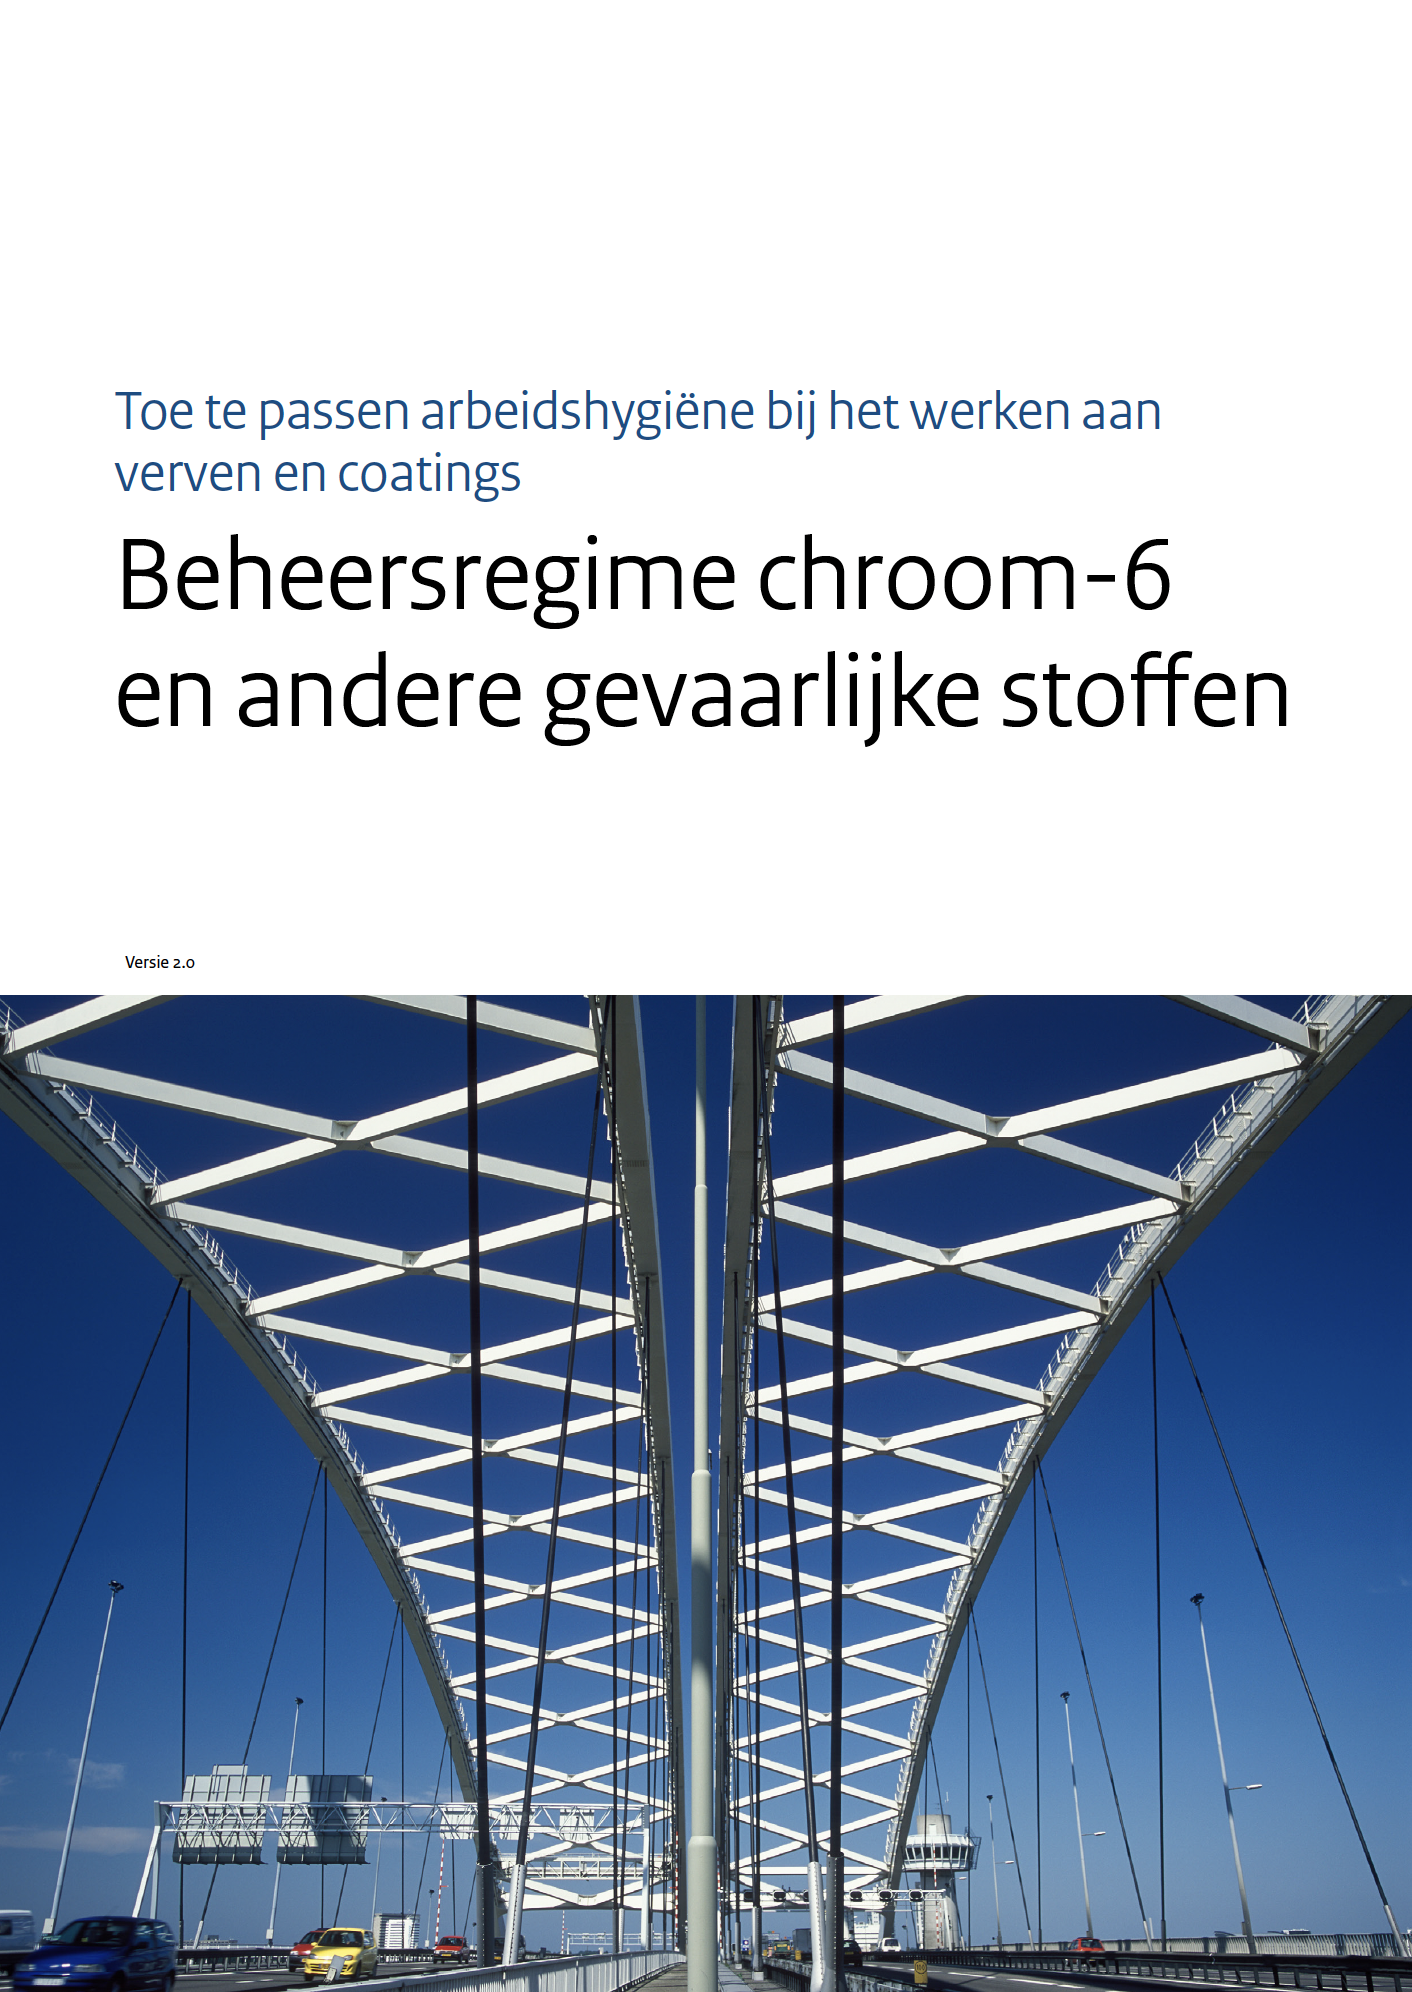 Toe te passen arbeidshygiëne bij het werken aan
verven en coatings
Beheersregime chroom-6
en andere gevaarlijke stoffen
Versie 2.0